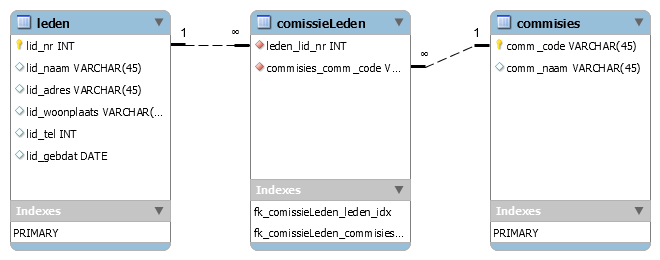 leden
lid_nr INT
lid_naam VARCHAR(45)
lid_adres VARCHAR(45)
lid_woonplaats VARCHAR(...
lid_tel INT
lid_gebdat DATE
Indexes
PRIMARY
1
∞
comissieLeden
leden_lid_nr INT
commisies_comm_code V...
Indexes
fk_comissieLeden_leden_idx
fk_comissieLeden_commisies...
∞
1
commisies
comm_code VARCHAR(45)
comm_naam VARCHAR(45)
Indexes
PRIMARY